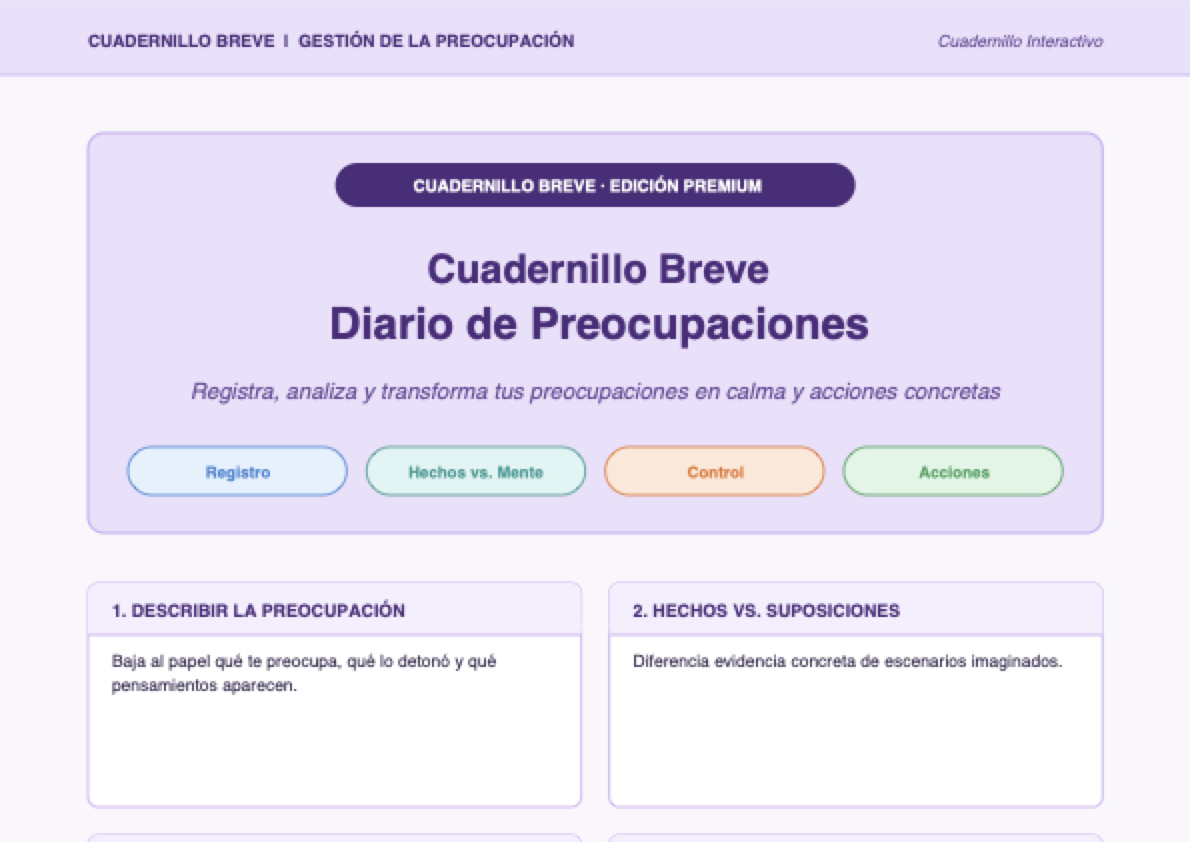 CUADERNILLO BREVE | GESTIÓN DE LA PREOCUPACIÓN
Cuadernillo Interactivo
CUADERNILLO BREVE · EDICIÓN PREMIUM
Cuadernillo Breve
Diario de Preocupaciones
Registra, analiza y transforma tus preocupaciones en calma y acciones concretas
Registro
Hechos vs. Mente
Control
Acciones
1. DESCRIBIR LA PREOCUPACIÓN
Baja al papel qué te preocupa, qué lo detonó y qué
pensamientos aparecen.
2. HECHOS VS. SUPOSICIONES
Diferencia evidencia concreta de escenarios imaginados.